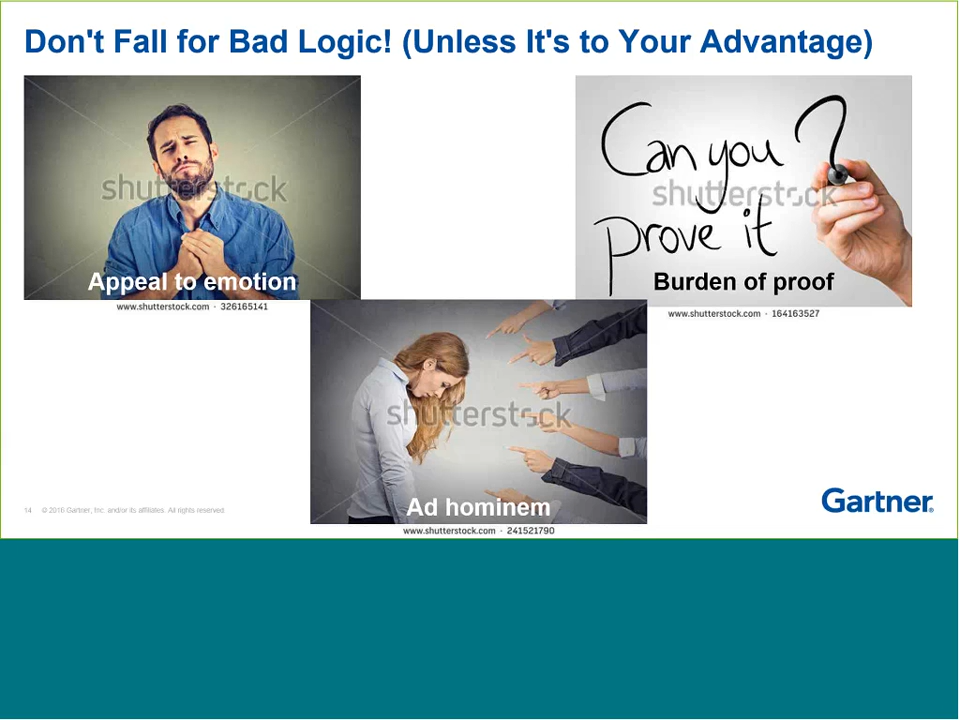 Don't Fall for Bad Logic! (Unless It's to Your Advantage)
shutterstock
Appeal to emotion
www.shutterstock.com · 326165141
Can you ?
prove it
shutterstock
Burden of proof
www.shutterstock.com · 164163527
shutterstock
Ad hominem
www.shutterstock.com · 241521790
14 © 2016 Gartner, Inc. and/or its affiliates. All rights reserved.
Gartner®